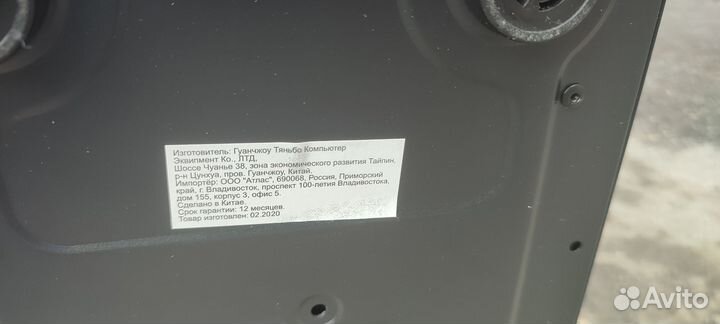 Изготовитель: Гуанчжоу Тяньбо Компьютер
Эквипмент Ко., ЛТД,
Шоссе Чуанье 38, зона экономического развития Тайпин,
р-н Цунхуа, пров. Гуанчжоу, Китай.
Импортёр: ООО "Атлас", 690068, Россия, Приморский
край, г. Владивосток, проспект 100-летия Владивостока,
дом 155, корпус 3, офис 5.
Сделано в Китае.
Срок гарантии: 12 месяцев.
Товар изготовлен: 02.2020
Avito